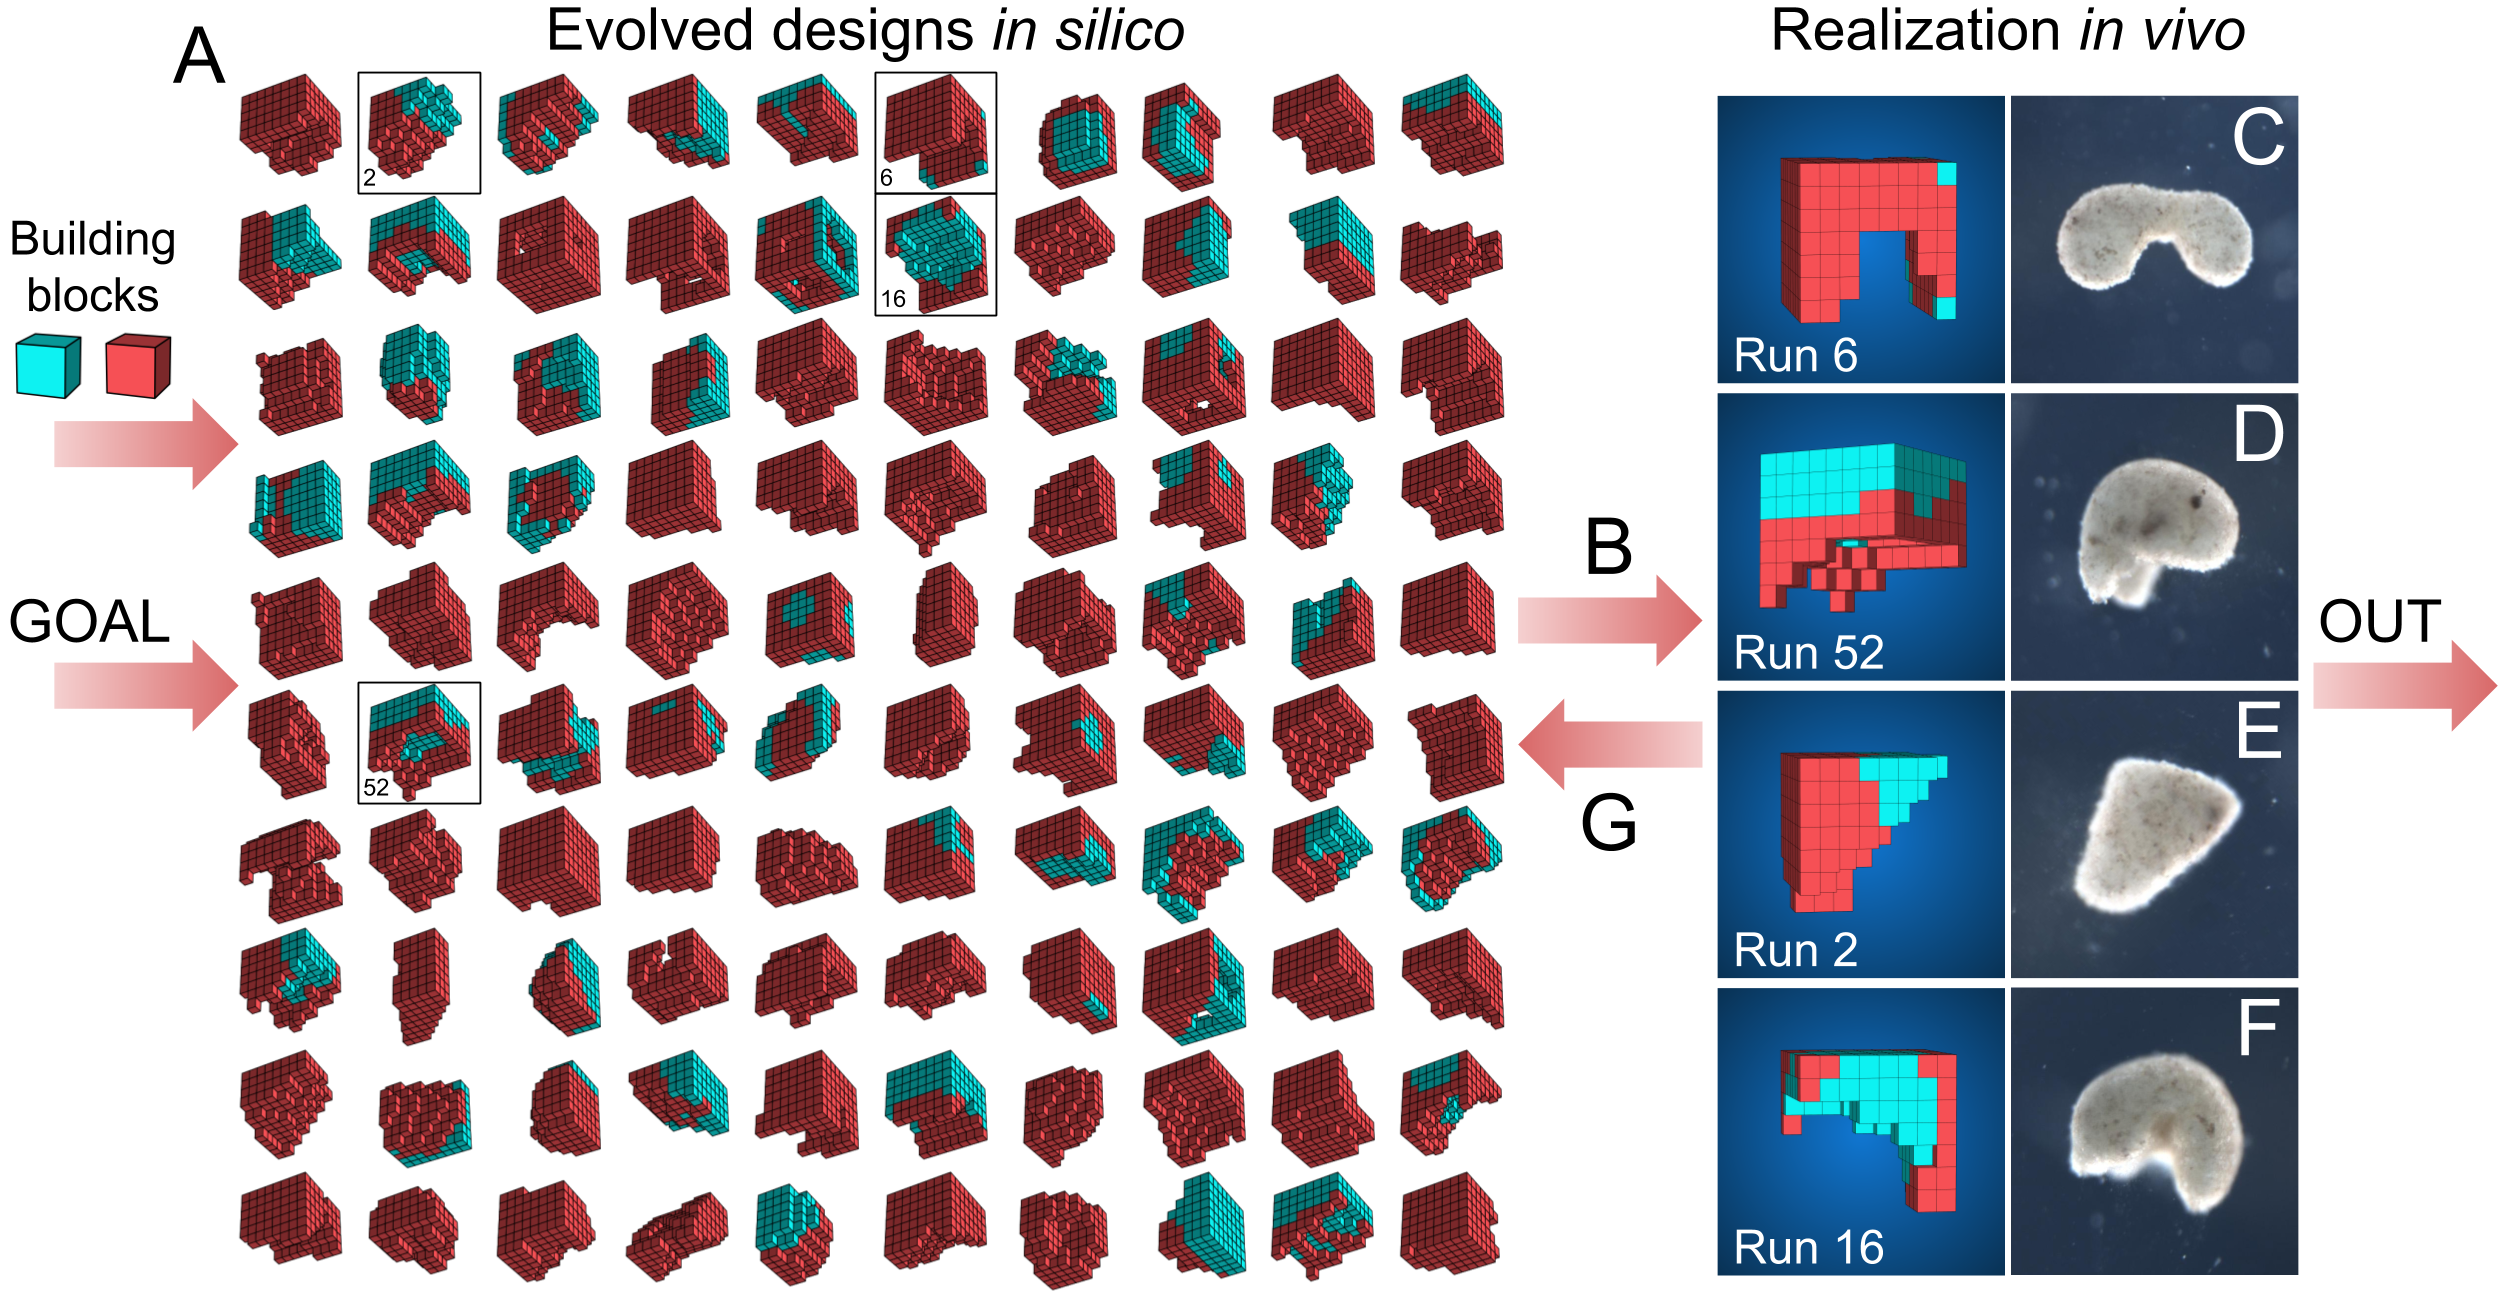 A
Evolved designs in silico
Realization in vivo
Building
blocks
GOAL
2
6
16
52
B
G
Run 6
C
Run 52
D
Run 2
E
Run 16
F
OUT